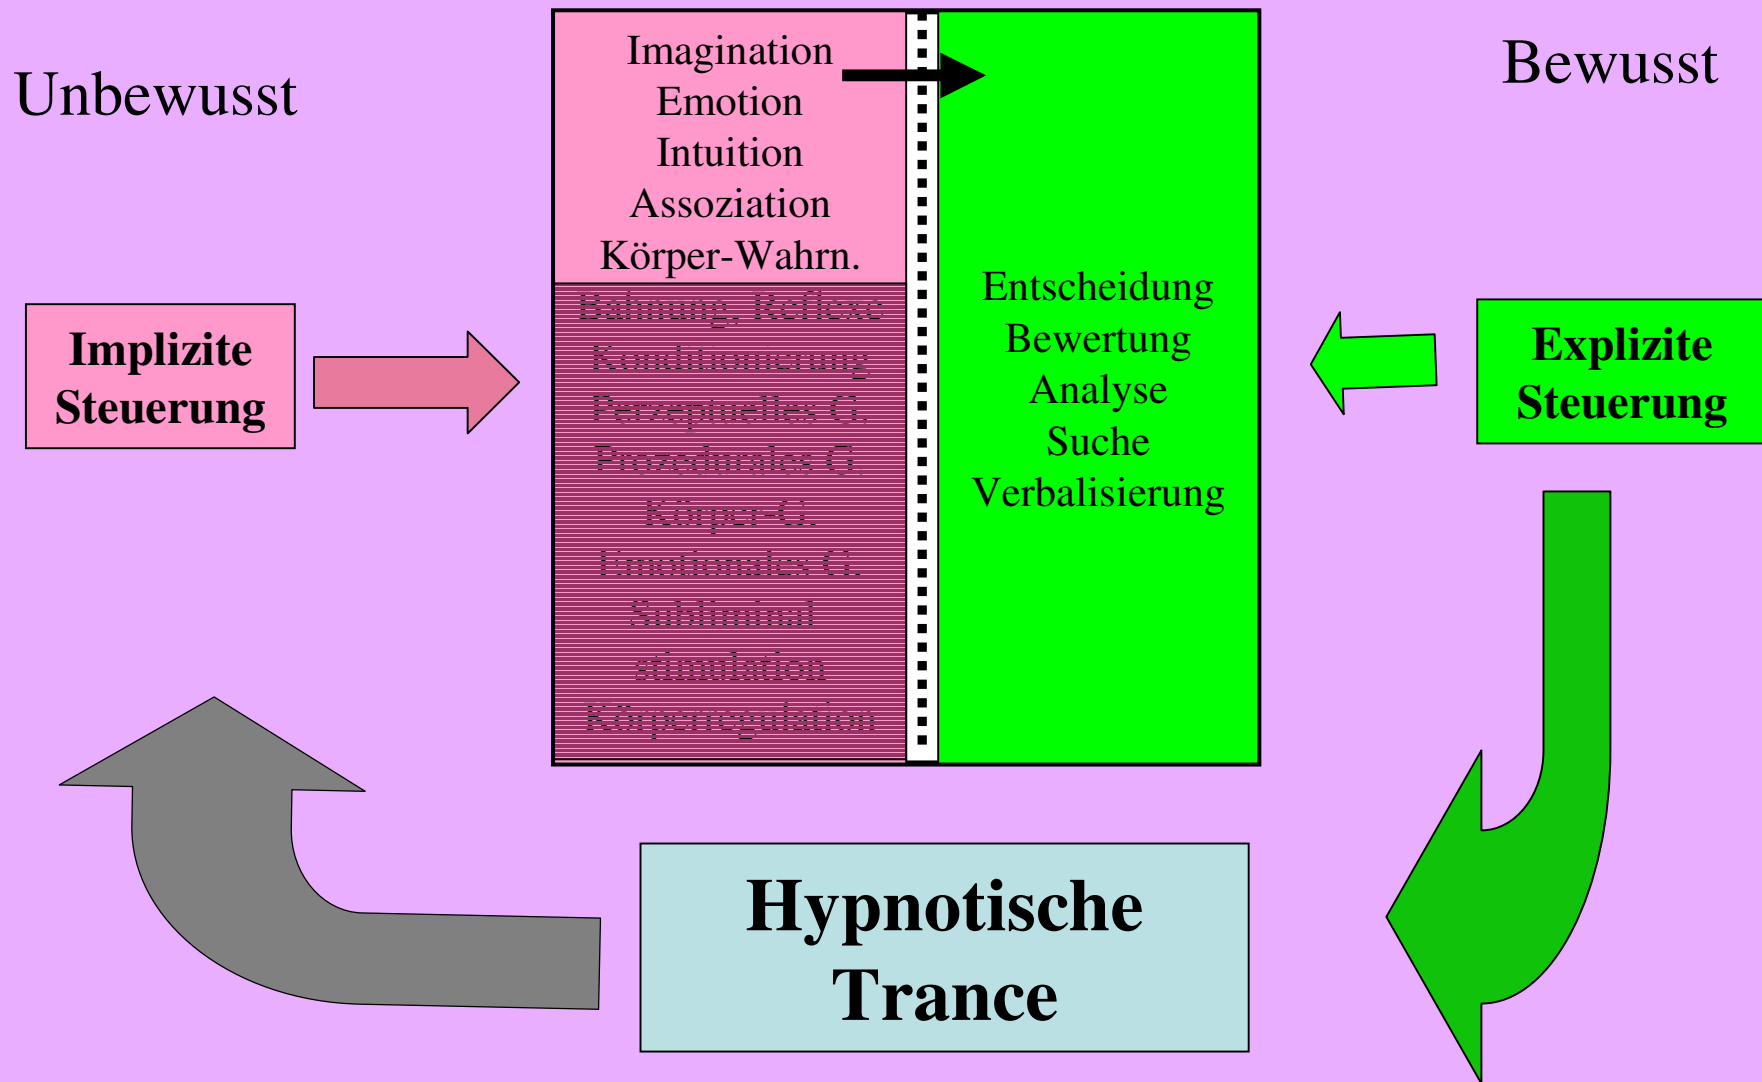 Unbewusst
Bewusst
Imagination
Emotion
Intuition
Assoziation
Körper-Wahrn.
Bahnung, Reflexe
Konditionierung
Perzeptuelles G.
Prozedurales G.
Körper-G.
Emotionales G.
Subliminal
stimulation
Körperregulation
Entscheidung
Bewertung
Analyse
Suche
Verbalisierung
Implizite
Steuerung
Explizite
Steuerung
Hypnotische
Trance